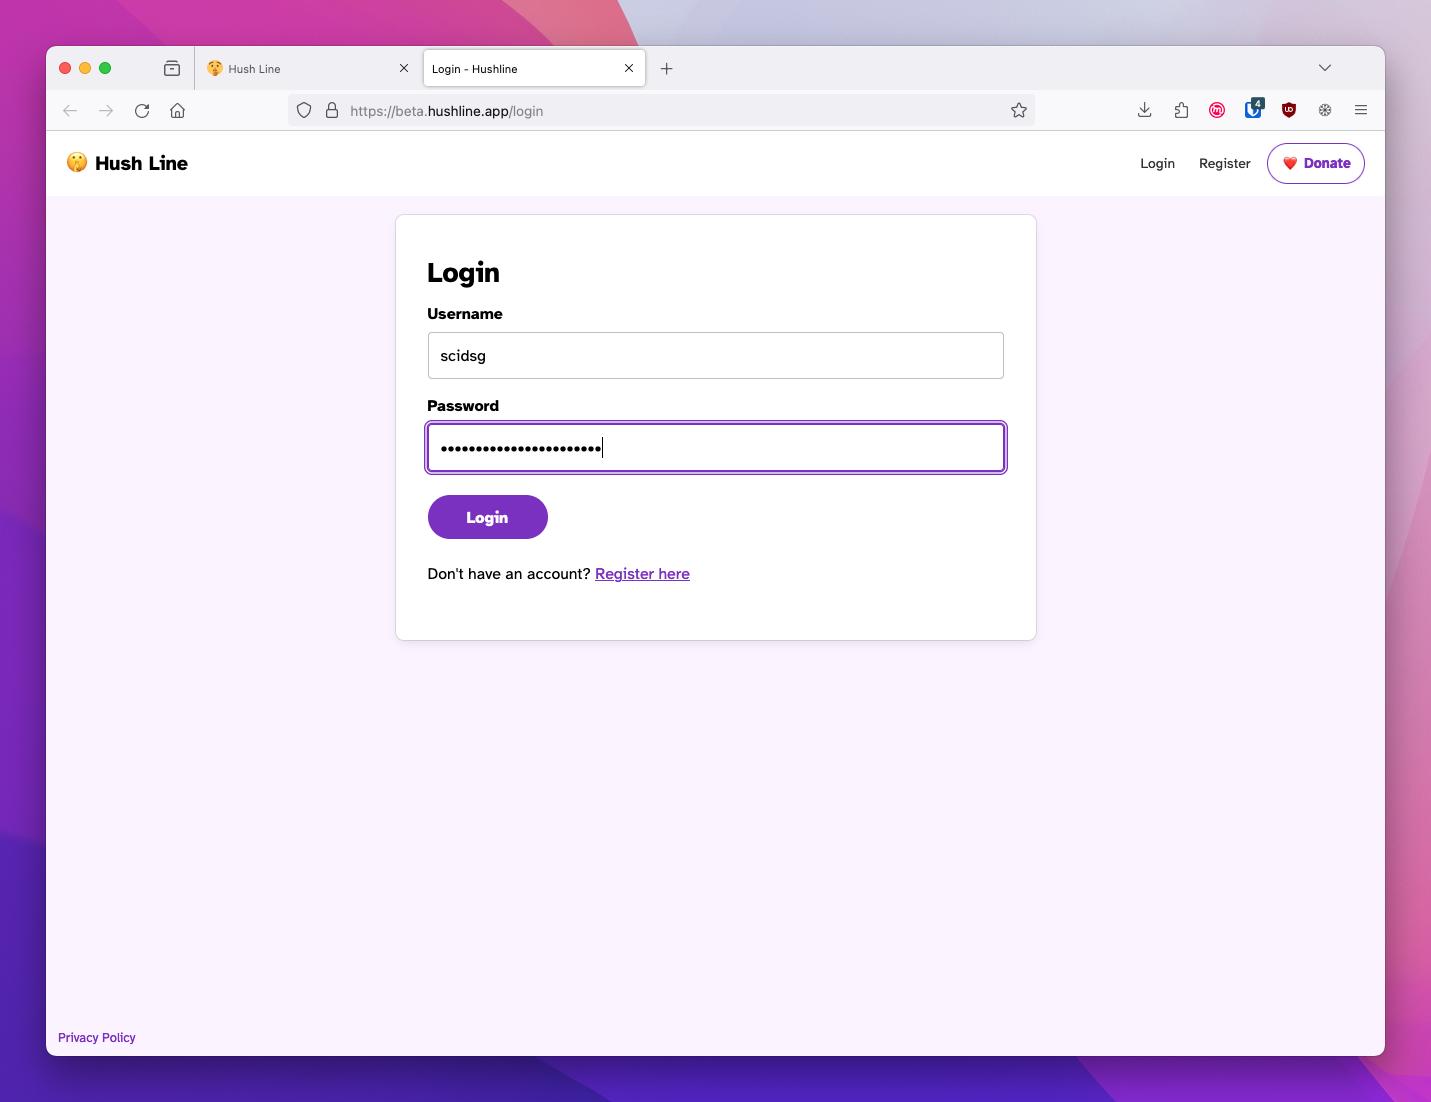 Hush Line
Login - Hushline
https://beta.hushline.app/login
4
Hush Line
Login
Register
Donate
Login
Username
scidsg
Password
•••••••••••••••••••••••
Login
Don't have an account? Register here
Privacy Policy